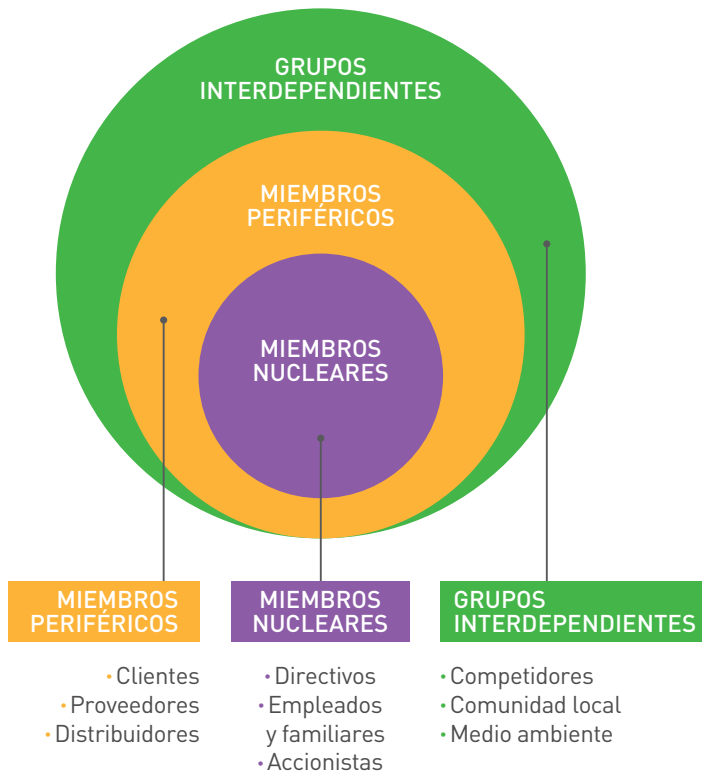 GRUPOS
INTERDEPENDIENTES
MIEMBROS
PERIFÉRICOS
MIEMBROS
NUCLEARES
MIEMBROS
PERIFÉRICOS
• Clientes
• Proveedores
• Distribuidores
MIEMBROS
NUCLEARES
• Directivos
• Empleados
y familiares
• Accionistas
GRUPOS
INTERDEPENDIENTES
• Competidores
• Comunidad local
• Medio ambiente